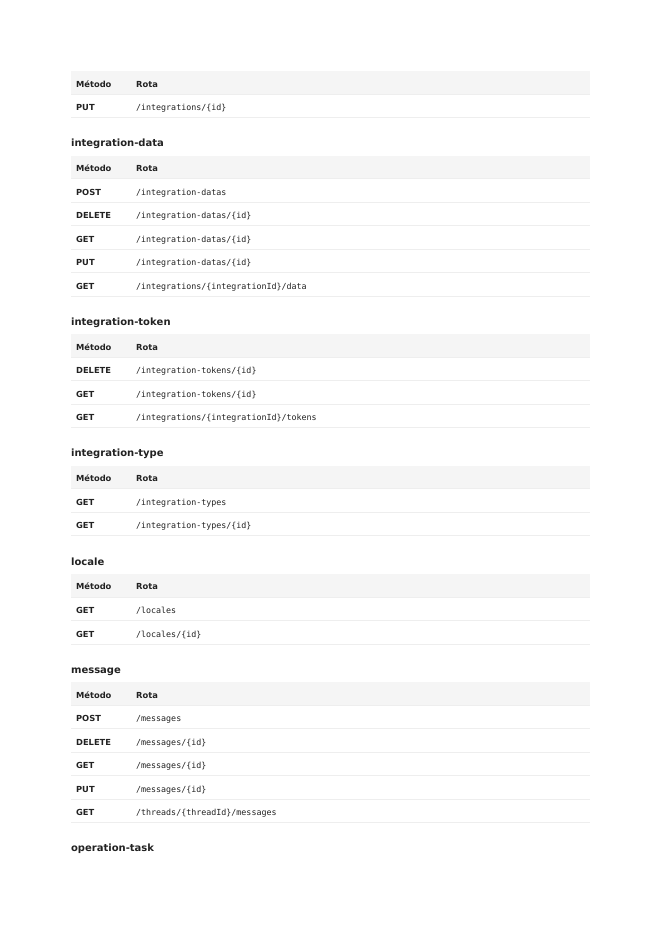 Método Rota
PUT /integrations/{id}
integration-data
Método Rota
POST /integration-datas
DELETE /integration-datas/{id}
GET /integration-datas/{id}
PUT /integration-datas/{id}
GET /integrations/{integrationId}/data
integration-token
Método Rota
DELETE /integration-tokens/{id}
GET /integration-tokens/{id}
GET /integrations/{integrationId}/tokens
integration-type
Método Rota
GET /integration-types
GET /integration-types/{id}
locale
Método Rota
GET /locales
GET /locales/{id}
message
Método Rota
POST /messages
DELETE /messages/{id}
GET /messages/{id}
PUT /messages/{id}
GET /threads/{threadId}/messages
operation-task